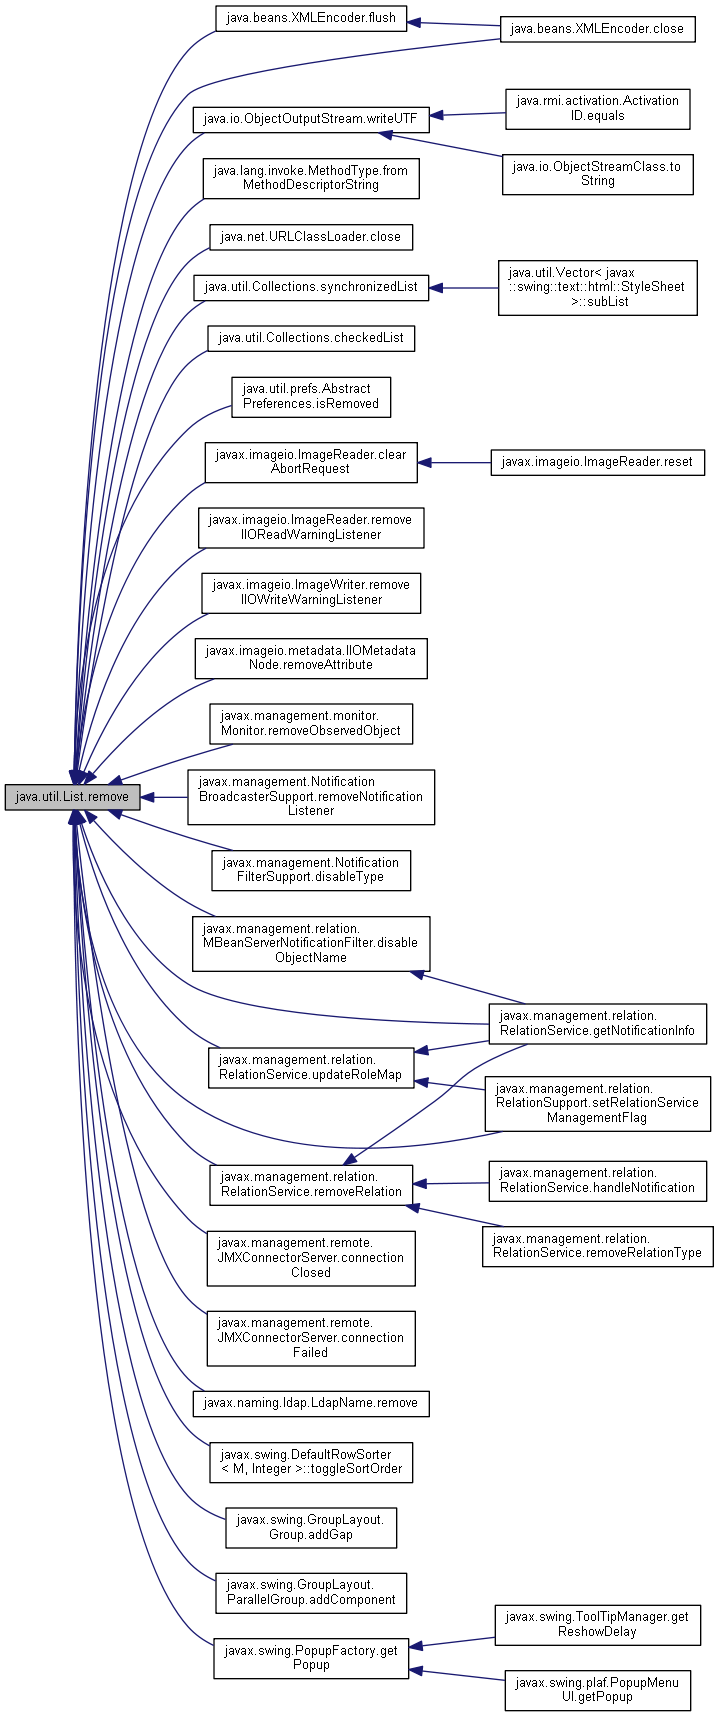 java.beans.XMLEncoder.flush
java.beans.XMLEncoder.close
java.io.ObjectOutputStream.writeUTF
java.rmi.activation.Activation
ID.equals
java.io.ObjectStreamClass.to
String
java.lang.invoke.MethodType.from
MethodDescriptorString
java.net.URLClassLoader.close
java.util.Collections.synchronizedList
java.util.Vector< javax
::swing::text::html::StyleSheet
>::subList
java.util.Collections.checkedList
java.util.prefs.Abstract
Preferences.isRemoved
javax.imageio.ImageReader.clear
AbortRequest
javax.imageio.ImageReader.reset
javax.imageio.ImageReader.remove
IIOReadWarningListener
javax.imageio.ImageWriter.remove
IIOWriteWarningListener
javax.imageio.metadata.IIOMetadata
Node.removeAttribute
javax.management.monitor.
Monitor.removeObservedObject
java.util.List.remove
javax.management.Notification
BroadcasterSupport.removeNotification
Listener
javax.management.Notification
FilterSupport.disableType
javax.management.relation.
MBeanServerNotificationFilter.disable
ObjectName
javax.management.relation.
RelationService.getNotificationInfo
javax.management.relation.
RelationService.updateRoleMap
javax.management.relation.
RelationSupport.setRelationService
ManagementFlag
javax.management.relation.
RelationService.removeRelation
javax.management.relation.
RelationService.handleNotification
javax.management.relation.
RelationService.removeRelationType
javax.management.remote.
JMXConnectorServer.connection
Closed
javax.management.remote.
JMXConnectorServer.connection
Failed
javax.naming.ldap.LdapName.remove
javax.swing.DefaultRowSorter
< M, Integer >::toggleSortOrder
javax.swing.GroupLayout.
Group.addGap
javax.swing.GroupLayout.
ParallelGroup.addComponent
javax.swing.PopupFactory.get
Popup
javax.swing.ToolTipManager.get
ReshowDelay
javax.swing.plaf.PopupMenu
UI.getPopup